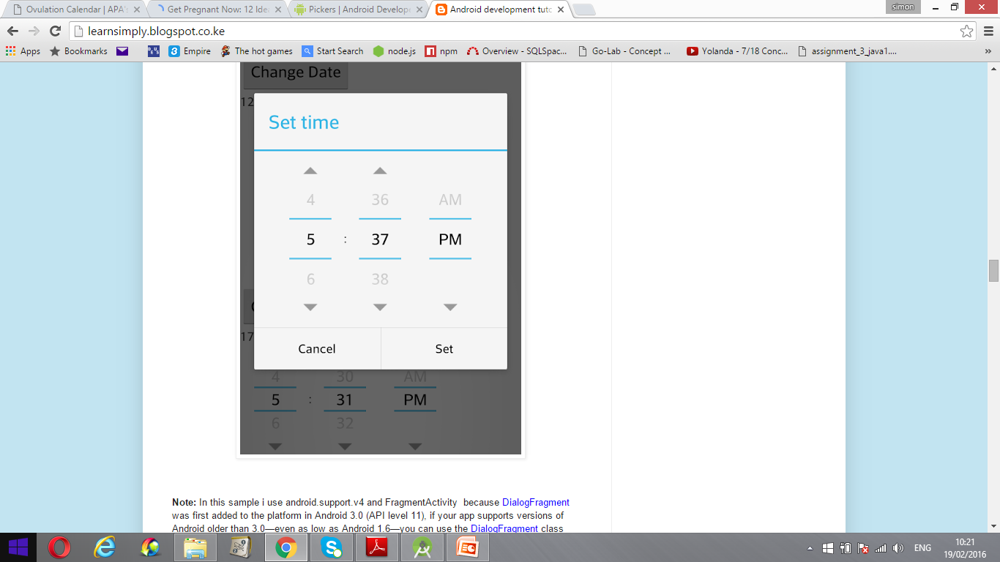 Ovulation Calendar | APA's
Get Pregnant Now: 12 Ide
Pickers | Android Develope
Android development tuto
simon
learnsimply.blogspot.co.ke
Apps Bookmarks Empire The hot games Start Search node.js npm Overview - SQLSpac... Go-Lab - Concept ... Yolanda - 7/18 Conc... assignment_3_java1.... »
Change Date
12
Set time
4 36 AM
5 : 37 PM
6 38
17
Cancel Set
4 30 AM
5 : 31 PM
6 32
Note: In this sample i use android.support.v4 and FragmentActivity because DialogFragment
was first added to the platform in Android 3.0 (API level 11), if your app supports versions of
Android older than 3.0—even as low as Android 1.6—you can use the DialogFragment class
ENG
10:21
19/02/2016